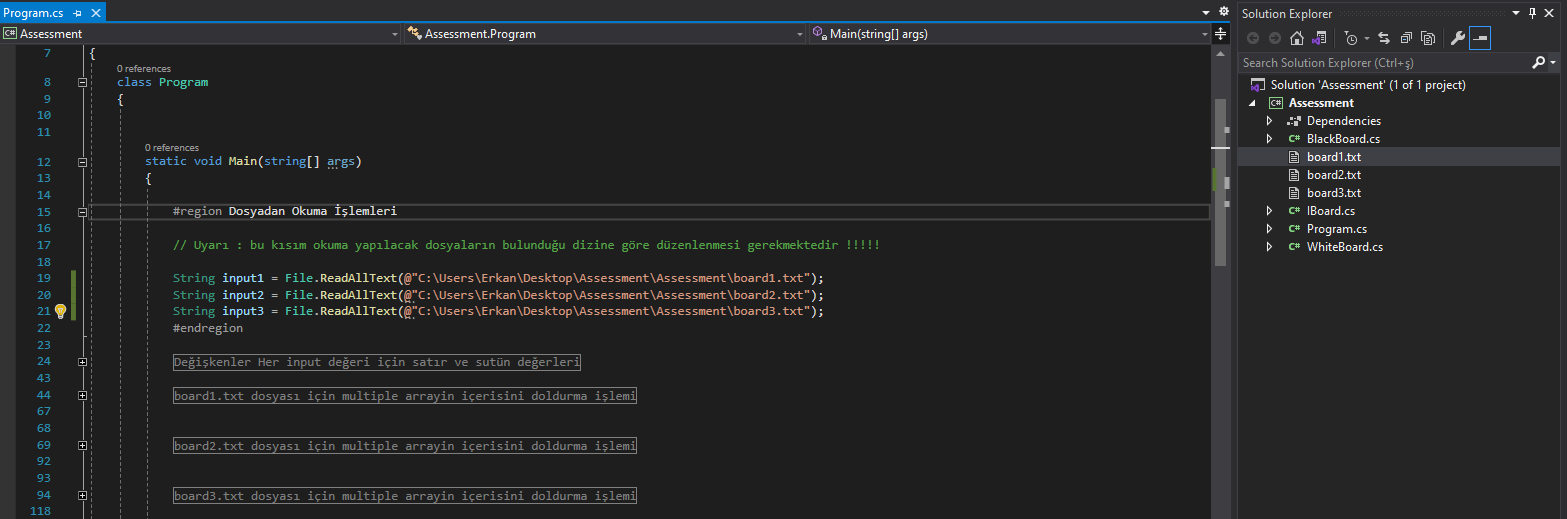 Program.cs
Solution Explorer
Assessment
Assessment.Program
Main(string[] args)
Search Solution Explorer (Ctrl+ş)
Solution 'Assessment' (1 of 1 project)
Assessment
Dependencies
BlackBoard.cs
board1.txt
board2.txt
board3.txt
IBoard.cs
Program.cs
WhiteBoard.cs
7 {
0 references
8 class Program
9 {
10
11
0 references
12 static void Main(string[] args)
13 {
14
15 #region Dosyadan Okuma İşlemleri
16
17 // Uyarı : bu kısım okuma yapılacak dosyaların bulunduğu dizine göre düzenlenmesi gerekmektedir !!!!!
18
19 String input1 = File.ReadAllText(@"C:\Users\Erkan\Desktop\Assessment\Assessment\board1.txt");
20 String input2 = File.ReadAllText(@"C:\Users\Erkan\Desktop\Assessment\Assessment\board2.txt");
21 String input3 = File.ReadAllText(@"C:\Users\Erkan\Desktop\Assessment\Assessment\board3.txt");
22 #endregion
23
24 Değişkenler Her input değeri için satır ve sutün değerleri
43
44 board1.txt dosyası için multiple arrayin içerisini doldurma işlemi
67
68
69 board2.txt dosyası için multiple arrayin içerisini doldurma işlemi
92
93
94 board3.txt dosyası için multiple arrayin içerisini doldurma işlemi
118